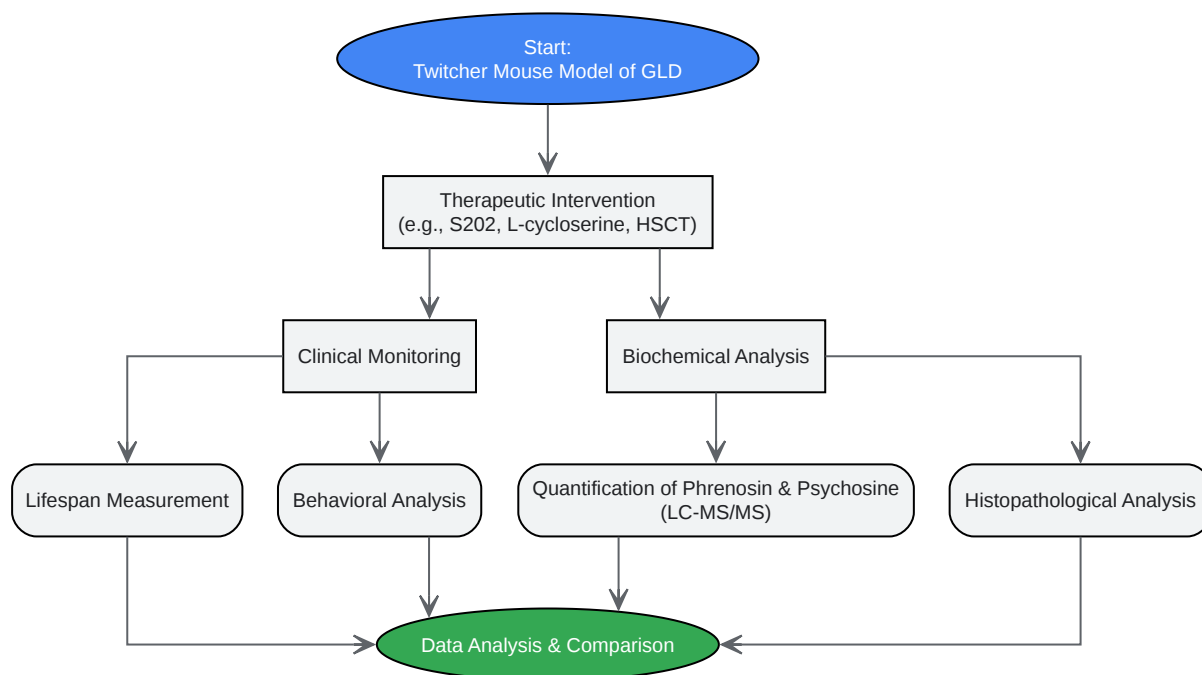 Start:
Twitcher Mouse Model of GLD
Therapeutic Intervention
(e.g., S202, L-cycloserine, HSCT)
Clinical Monitoring
Biochemical Analysis
Lifespan Measurement
Behavioral Analysis
Quantification of Phrenosin & Psychosine
(LC-MS/MS)
Histopathological Analysis
Data Analysis & Comparison